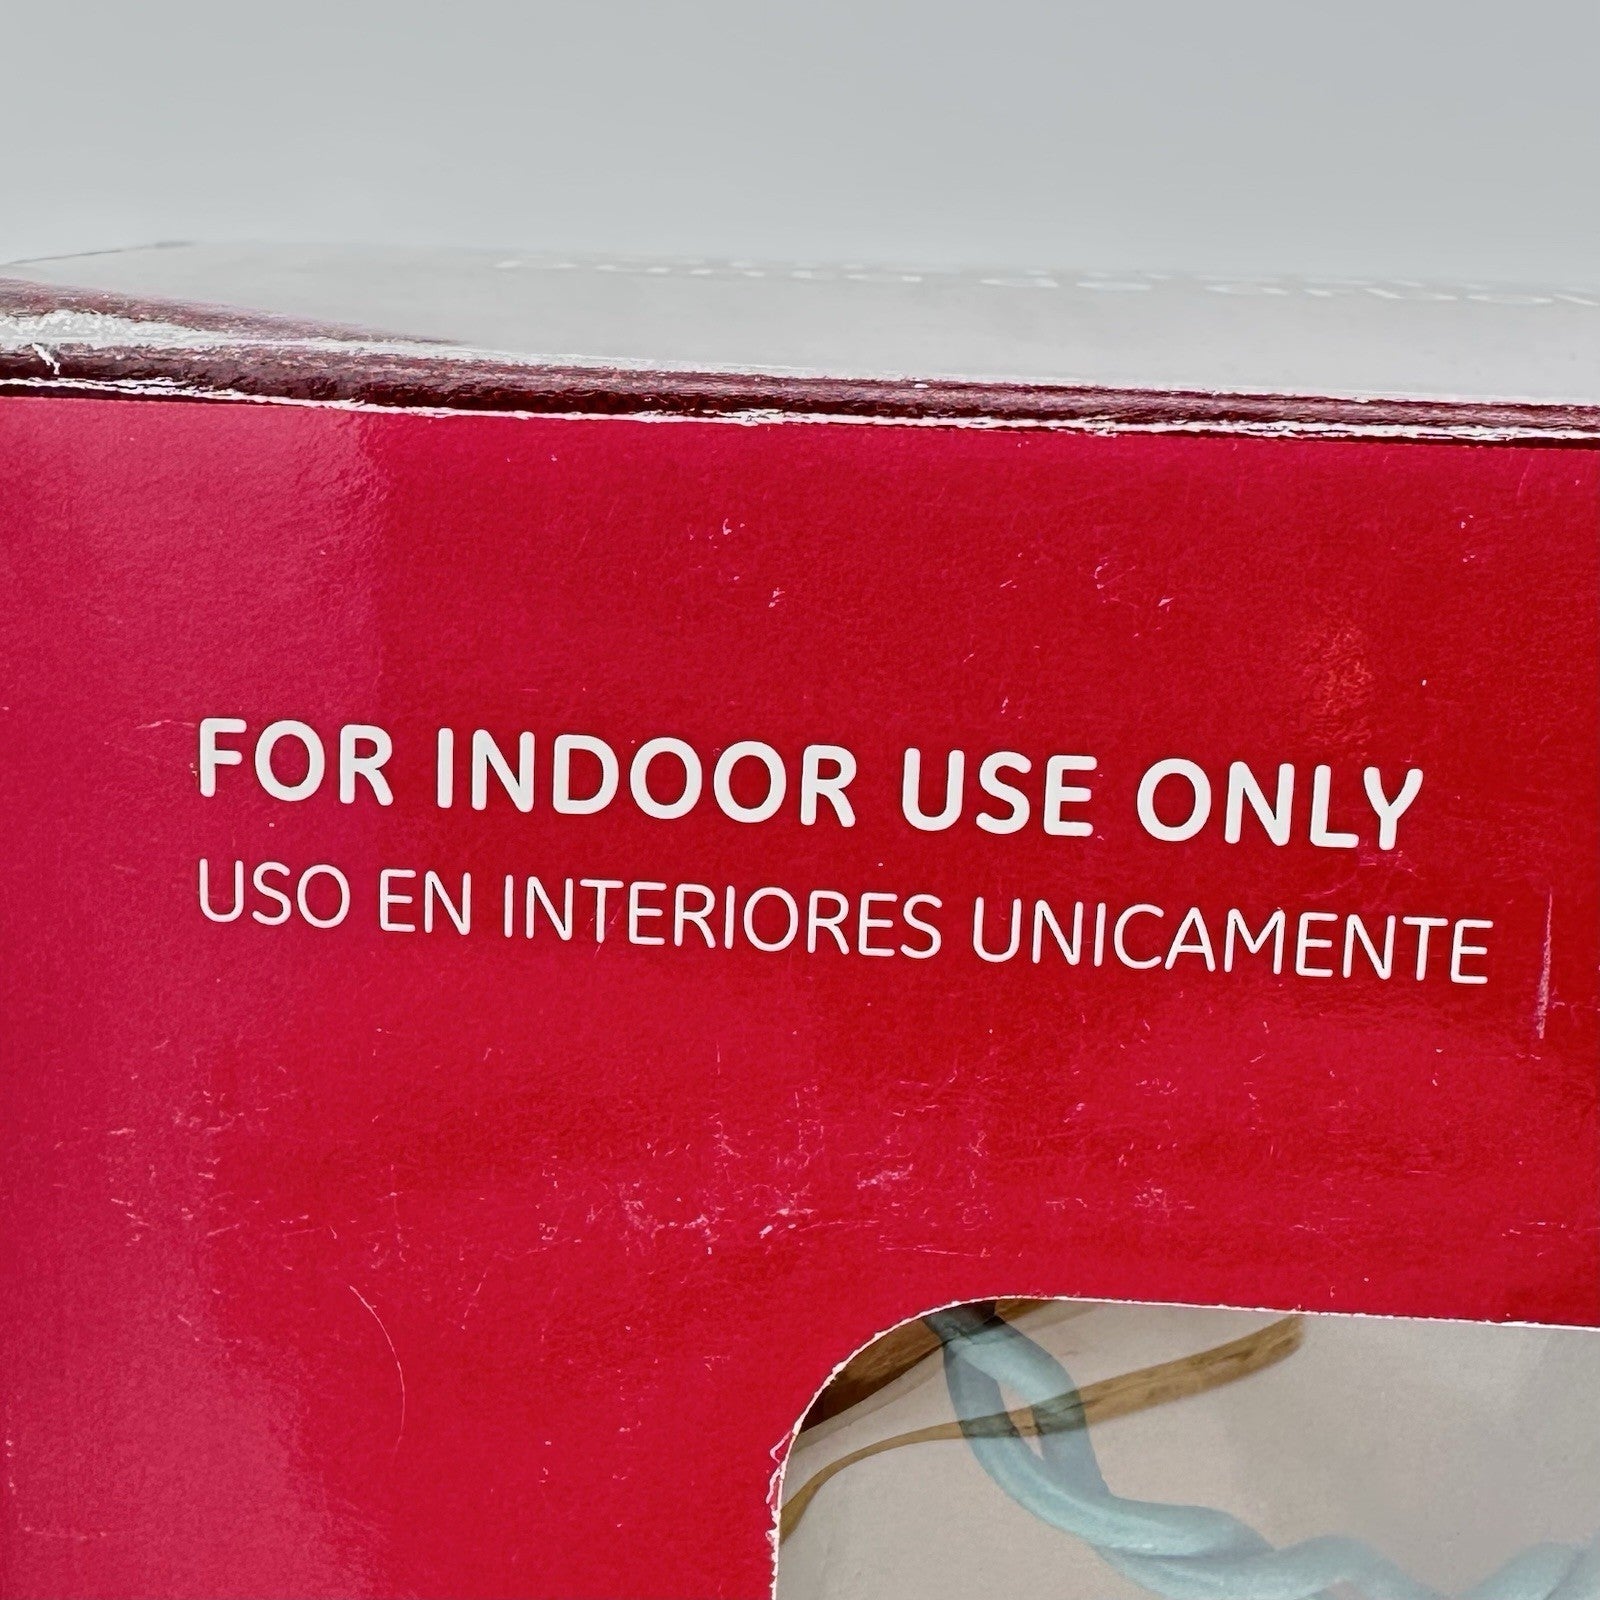 FOR INDOOR USE ONLY
USO EN INTERIORES UNICAMENTE